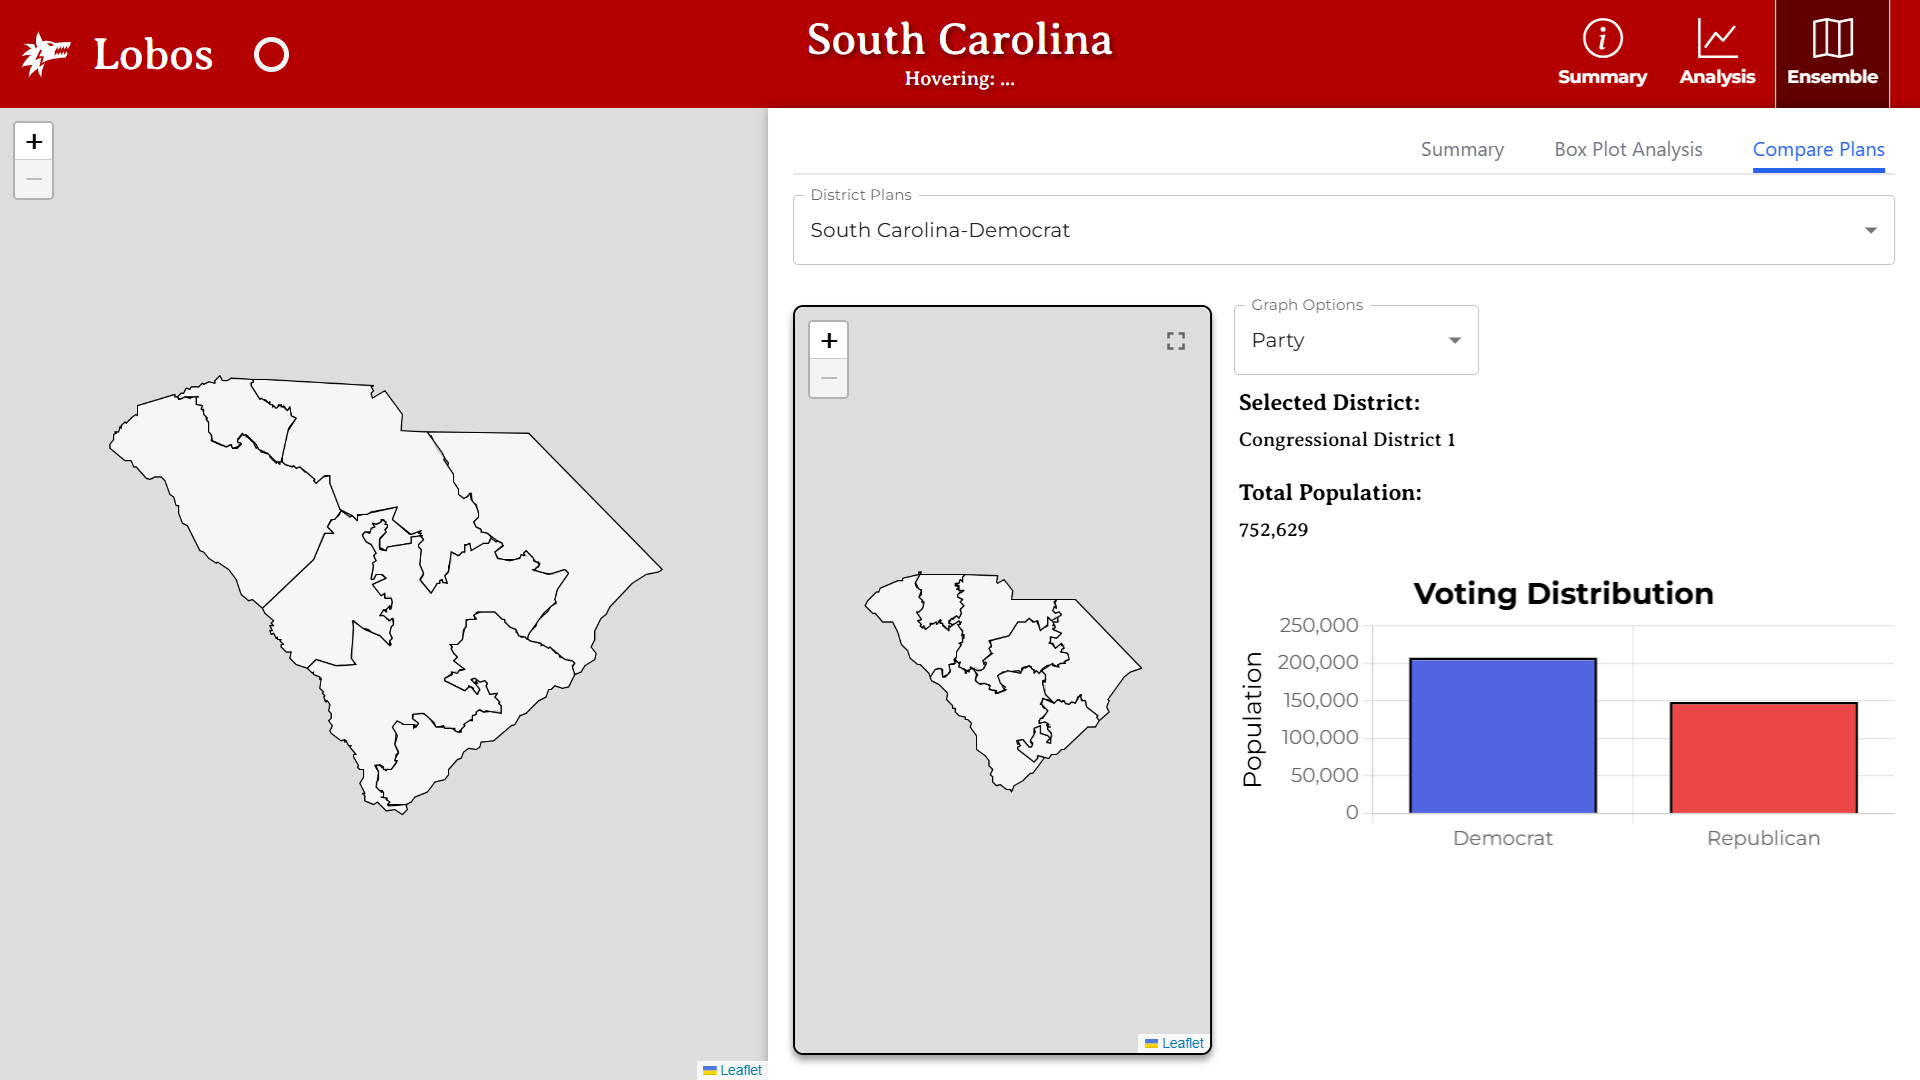 Lobos
South Carolina
Hovering: ...
Summary
Analysis
Ensemble
+
−
Leaflet
Summary
Box Plot Analysis
Compare Plans
District Plans
South Carolina-Democrat
+
−
Leaflet
Graph Options
Party
Selected District:
Congressional District 1
Total Population:
752,629
Voting Distribution
Population
250,000
200,000
150,000
100,000
50,000
0
Democrat
Republican